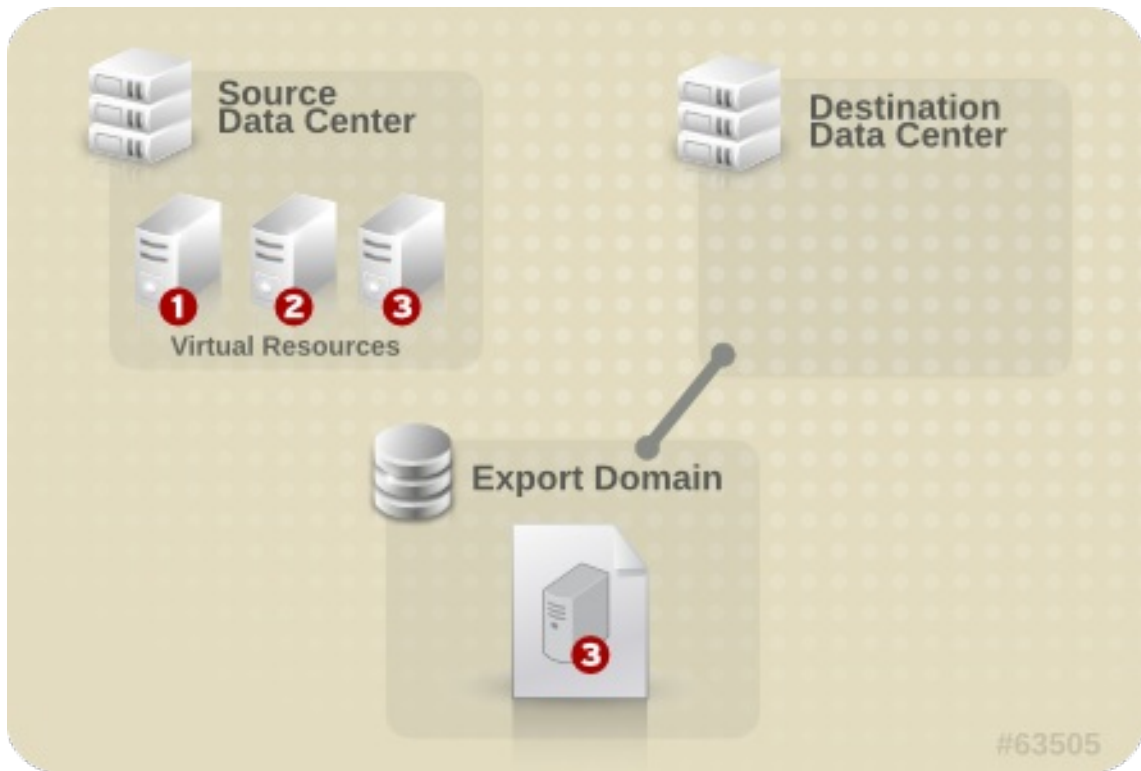 Source
Data Center
Destination
Data Center
1 2 3
Virtual Resources
Export Domain
3
#63505